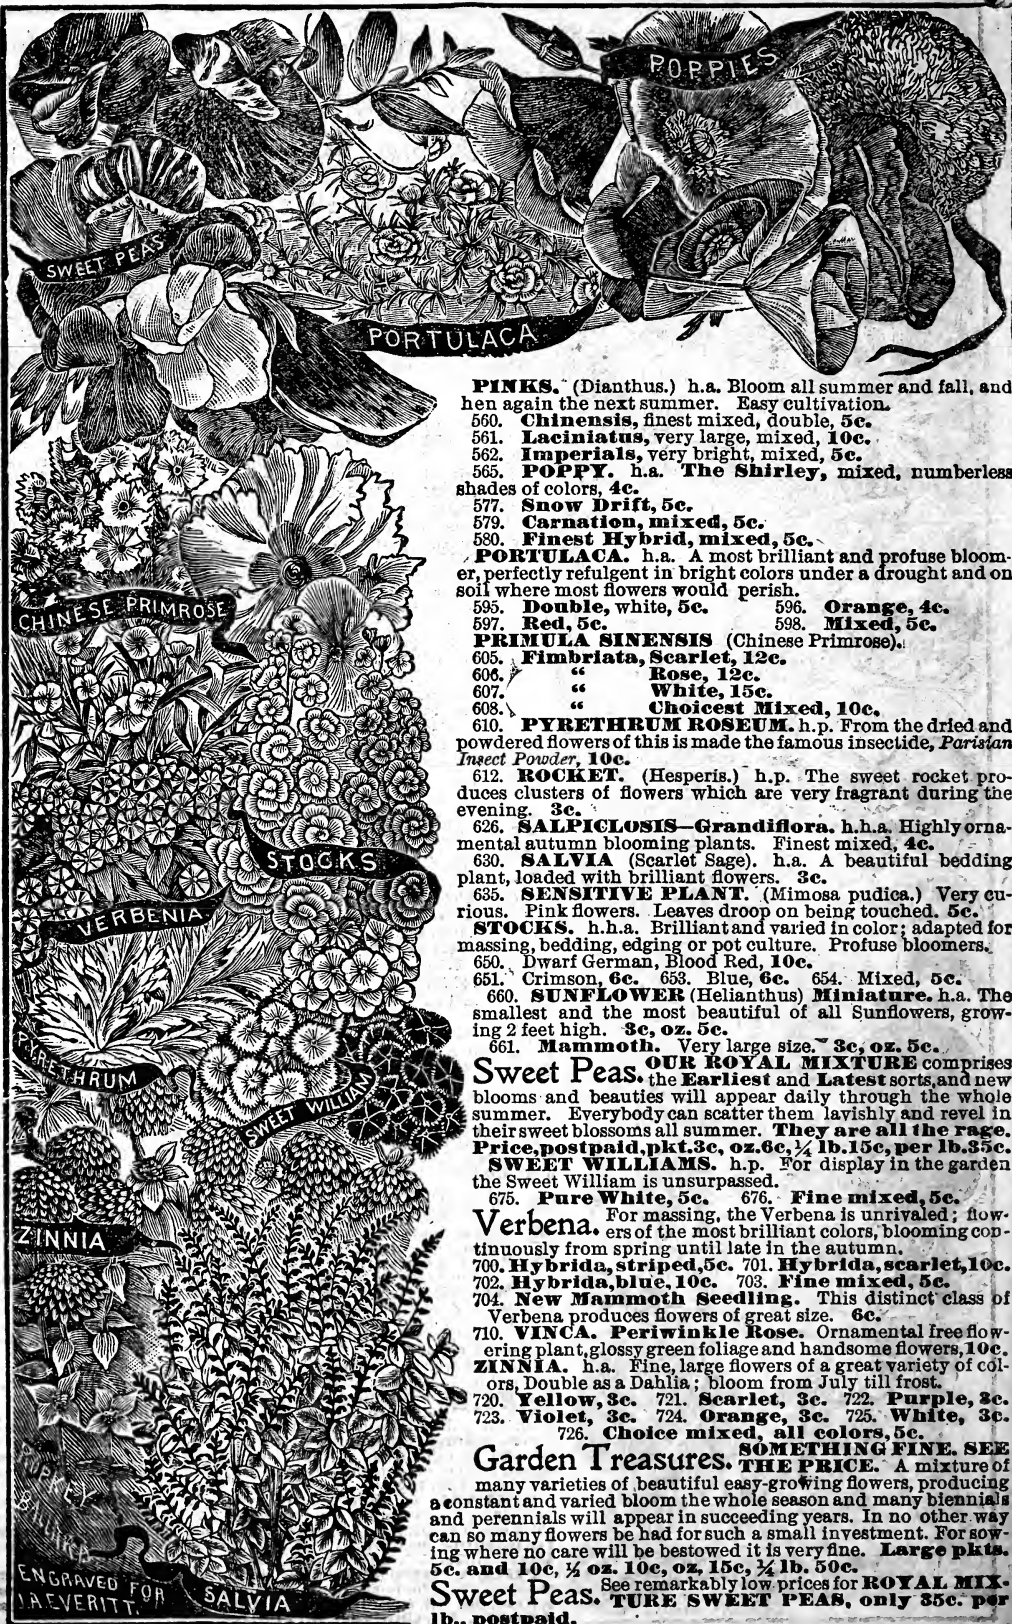 POPPIES
SWEET PEAS
PORTULACA
CHINESE PRIMROSE
STOCKS
VERBENIA
PYRETHRUM
SWEET WILLIAM
ZINNIA
ENGRAVED FOR
J.A.EVERITT.
SALVIA
PINKS. (Dianthus.) h.a. Bloom all summer and fall, and
hen again the next summer. Easy cultivation.
560. Chinensis, finest mixed, double, 5c.
561. Laciniatus, very large, mixed, 10c.
562. Imperials, very bright, mixed, 5c.
565. POPPY. h.a. The Shirley, mixed, numberless
shades of colors, 4c.
577. Snow Drift, 5c.
579. Carnation, mixed, 5c.
580. Finest Hybrid, mixed, 5c.
PORTULACA. h.a. A most brilliant and profuse bloom-
er, perfectly refulgent in bright colors under a drought and on
soil where most flowers would perish.
595. Double, white, 5c. 596. Orange, 4c.
597. Red, 5c. 598. Mixed, 5c.
PRIMULA SINENSIS (Chinese Primrose).
605. Fimbriata, Scarlet, 12c.
606. " Rose, 12c.
607. " White, 15c.
608. " Choicest Mixed, 10c.
610. PYRETHRUM ROSEUM. h.p. From the dried and
powdered flowers of this is made the famous insectide, Parisian
Insect Powder, 10c.
612. ROCKET. (Hesperis.) h.p. The sweet rocket pro-
duces clusters of flowers which are very fragrant during the
evening. 3c.
626. SALPICLOSIS—Grandiflora. h.h.a. Highly orna-
mental autumn blooming plants. Finest mixed, 4c.
630. SALVIA (Scarlet Sage). h.a. A beautiful bedding
plant, loaded with brilliant flowers. 3c.
635. SENSITIVE PLANT. (Mimosa pudica.) Very cu-
rious. Pink flowers. Leaves droop on being touched. 5c.
STOCKS. h.h.a. Brilliant and varied in color; adapted for
massing, bedding, edging or pot culture. Profuse bloomers.
650. Dwarf German, Blood Red, 10c.
651. Crimson, 6c. 653. Blue, 6c. 654. Mixed, 5c.
660. SUNFLOWER (Helianthus) Miniature. h.a. The
smallest and the most beautiful of all Sunflowers, grow-
ing 2 feet high. 3c, oz. 5c.
661. Mammoth. Very large size. 3c, oz. 5c.
Sweet Peas. OUR ROYAL MIXTURE comprises
the Earliest and Latest sorts, and new
blooms and beauties will appear daily through the whole
summer. Everybody can scatter them lavishly and revel in
their sweet blossoms all summer. They are all the rage.
Price, postpaid, pkt. 3c, oz. 6c, ¼ lb. 15c, per lb. 35c.
SWEET WILLIAMS. h.p. For display in the garden
the Sweet William is unsurpassed.
675. Pure White, 5c. 676. Fine mixed, 5c.
Verbena. For massing, the Verbena is unrivaled; flow-
ers of the most brilliant colors, blooming con-
tinuously from spring until late in the autumn.
700. Hybrida, striped, 5c. 701. Hybrida, scarlet, 10c.
702. Hybrida, blue, 10c. 703. Fine mixed, 5c.
704. New Mammoth Seedling. This distinct class of
Verbena produces flowers of great size. 6c.
710. VINCA. Periwinkle Rose. Ornamental free flow-
ering plant, glossy green foliage and handsome flowers, 10c.
ZINNIA. h.a. Fine, large flowers of a great variety of col-
ors, Double as a Dahlia; bloom from July till frost.
720. Yellow, 3c. 721. Scarlet, 3c. 722. Purple, 3c.
723. Violet, 3c. 724. Orange, 3c. 725. White, 3c.
726. Choice mixed, all colors, 5c.
Garden Treasures. SOMETHING FINE. SEE
THE PRICE. A mixture of
many varieties of beautiful easy-growing flowers, producing
a constant and varied bloom the whole season and many biennials
and perennials will appear in succeeding years. In no other way
can so many flowers be had for such a small investment. For sow-
ing where no care will be bestowed it is very fine. Large pkts.
5c. and 10c, ½ oz. 10c, oz, 15c, ¼ lb. 50c.
Sweet Peas. See remarkably low prices for ROYAL MIX-
TURE SWEET PEAS, only 35c. per
lb., postpaid.